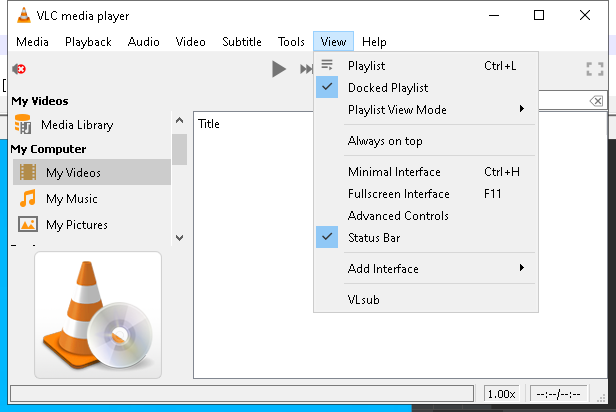 VLC media player
Media Playback Audio Video Subtitle Tools View Help
Playlist Ctrl+L
Docked Playlist
Playlist View Mode
Always on top
Minimal Interface Ctrl+H
Fullscreen Interface F11
Advanced Controls
Status Bar
Add Interface
VLsub
My Videos
Media Library
My Computer
My Videos
My Music
My Pictures
Title
1.00x
--:--/--:--